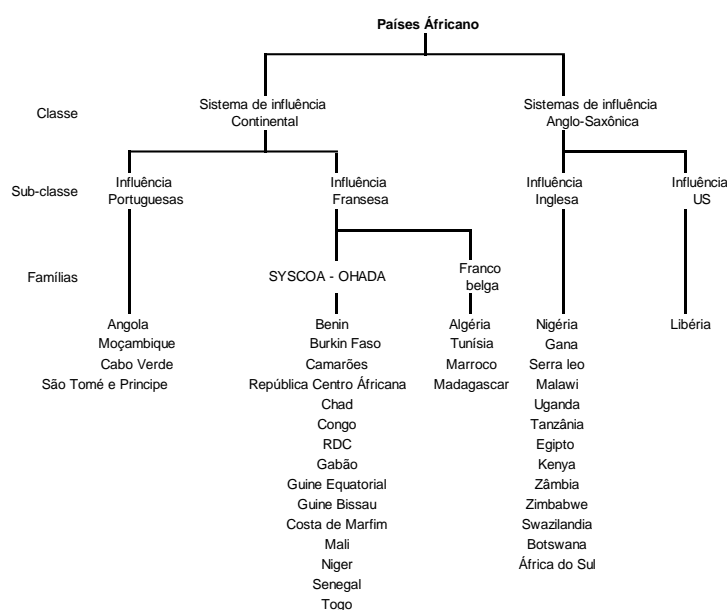 Países Áfricano
Classe
Sistema de influência
Continental
Sistemas de influência
Anglo-Saxônica
Sub-classe
Influência
Portuguesas
Influência
Fransesa
Influência
Inglesa
Influência
US
Famílias
SYSCOA - OHADA
Franco
belga
Angola
Moçambique
Cabo Verde
São Tomé e Principe
Benin
Burkin Faso
Camarões
República Centro Áfricana
Chad
Congo
RDC
Gabão
Guine Equatorial
Guine Bissau
Costa de Marfim
Mali
Niger
Senegal
Togo
Algéria
Tunísia
Marroco
Madagascar
Nigéria
Gana
Serra leo
Malawi
Uganda
Tanzânia
Egipto
Kenya
Zâmbia
Zimbabwe
Swazilandia
Botswana
África do Sul
Libéria